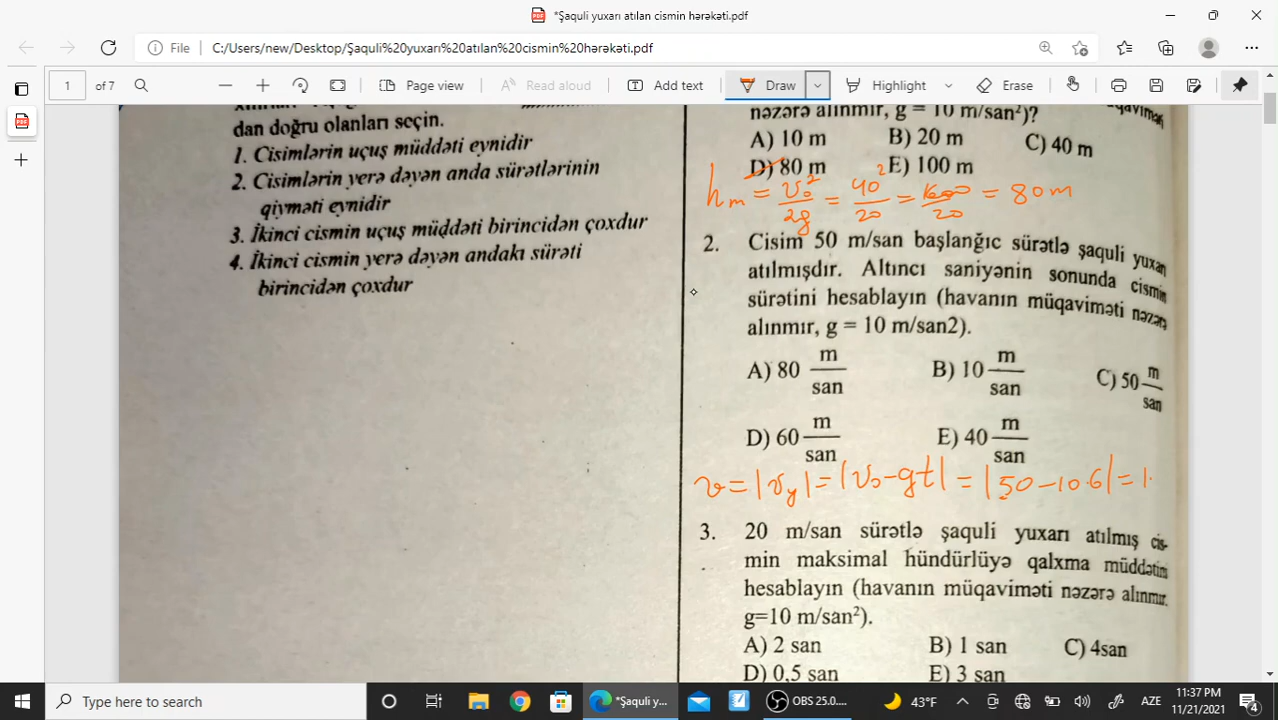 *Şaquli yuxarı atılan cismin hərəkəti.pdf
File
C:/Users/new/Desktop/Şaquli%20yuxarı%20atılan%20cismin%20hərəkəti.pdf
1 of 7
Page view
Read aloud
Add text
Draw
Highlight
Erase
dan doğru olanları seçin.
1. Cisimlərin uçuş müddəti eynidir
2. Cisimlərin yerə dəyən anda sürətlərinin
qiyməti eynidir
3. İkinci cismin uçuş müddəti birincidən çoxdur
4. İkinci cismin yerə dəyən andakı sürəti
birincidən çoxdur
nəzərə alınmır, g = 10 m/san²)?
A) 10 m B) 20 m C) 40 m
D) 80 m E) 100 m
hₘ = v₀²/2g = 40²/20 = 1600/20 = 80m
2. Cisim 50 m/san başlanğıc sürətlə şaquli yuxarı
atılmışdır. Altıncı saniyənin sonunda cismin
sürətini hesablayın (havanın müqaviməti nəzərə
alınmır, g = 10 m/san2).
A) 80 m/san B) 10 m/san C) 50 m/san
D) 60 m/san E) 40 m/san
v = |vy| = |v₀-gt| = |50-10·6| = |·
3. 20 m/san sürətlə şaquli yuxarı atılmış cis-
min maksimal hündürlüyə qalxma müddətini
hesablayın (havanın müqaviməti nəzərə alınmır.
g=10 m/san²).
A) 2 san B) 1 san C) 4san
D) 0,5 san E) 3 san
Type here to search
*Şaquli y...
OBS 25.0....
43°F
AZE
11:37 PM
11/21/2021
4